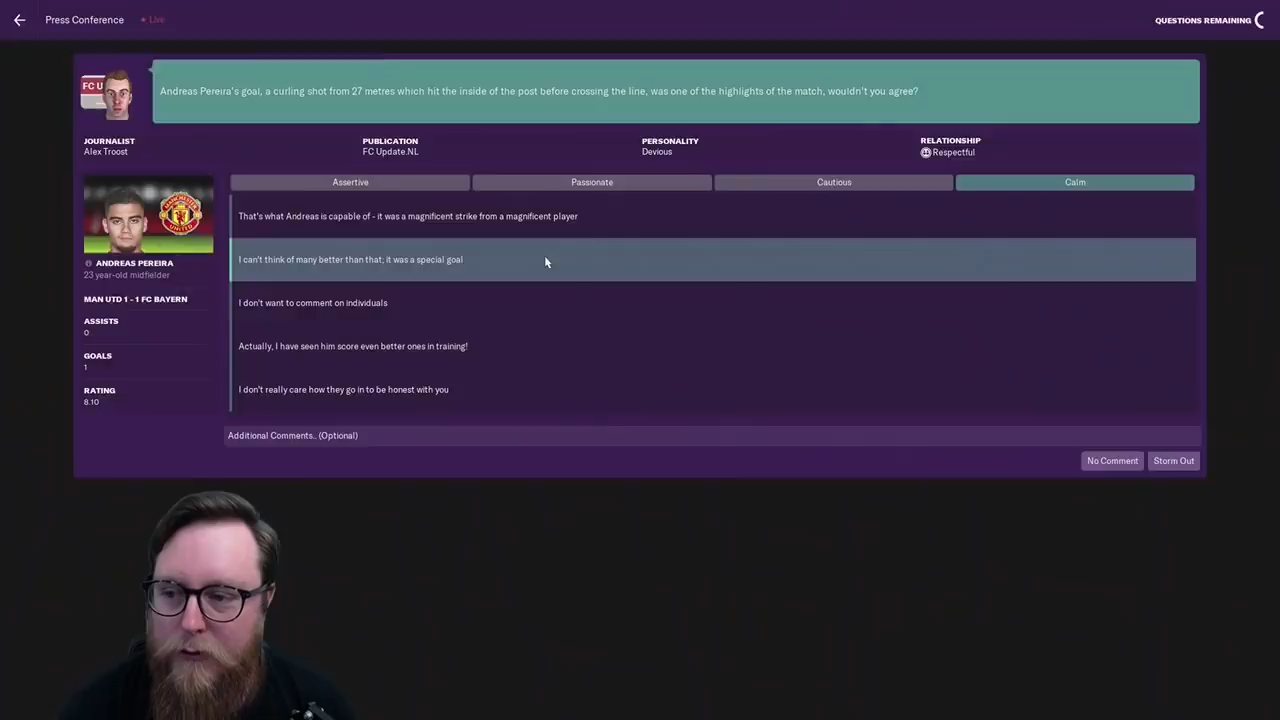 Press Conference
Live
QUESTIONS REMAINING
FC U
Andreas Pereira's goal, a curling shot from 27 metres which hit the inside of the post before crossing the line, was one of the highlights of the match, wouldn't you agree?
JOURNALIST
Alex Troost
PUBLICATION
FC Update.NL
PERSONALITY
Devious
RELATIONSHIP
Respectful
Assertive
Passionate
Cautious
Calm
MANCHESTER
UNITED
ANDREAS PEREIRA
23 year-old midfielder
MAN UTD 1 - 1 FC BAYERN
ASSISTS
0
GOALS
1
RATING
8.10
That's what Andreas is capable of - it was a magnificent strike from a magnificent player
I can't think of many better than that; it was a special goal
I don't want to comment on individuals
Actually, I have seen him score even better ones in training!
I don't really care how they go in to be honest with you
Additional Comments.. (Optional)
No Comment
Storm Out